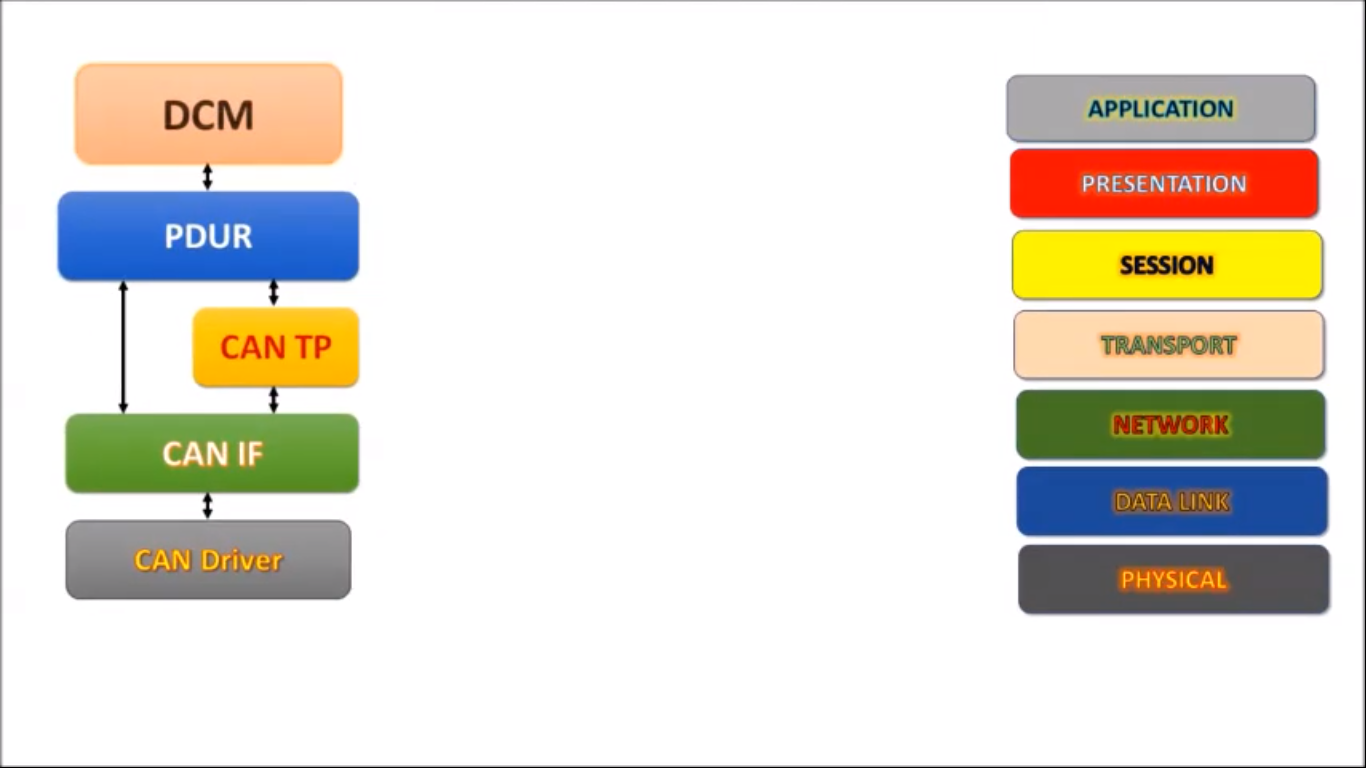 DCM
PDUR
CAN TP
CAN IF
CAN Driver
APPLICATION
PRESENTATION
SESSION
TRANSPORT
NETWORK
DATA LINK
PHYSICAL